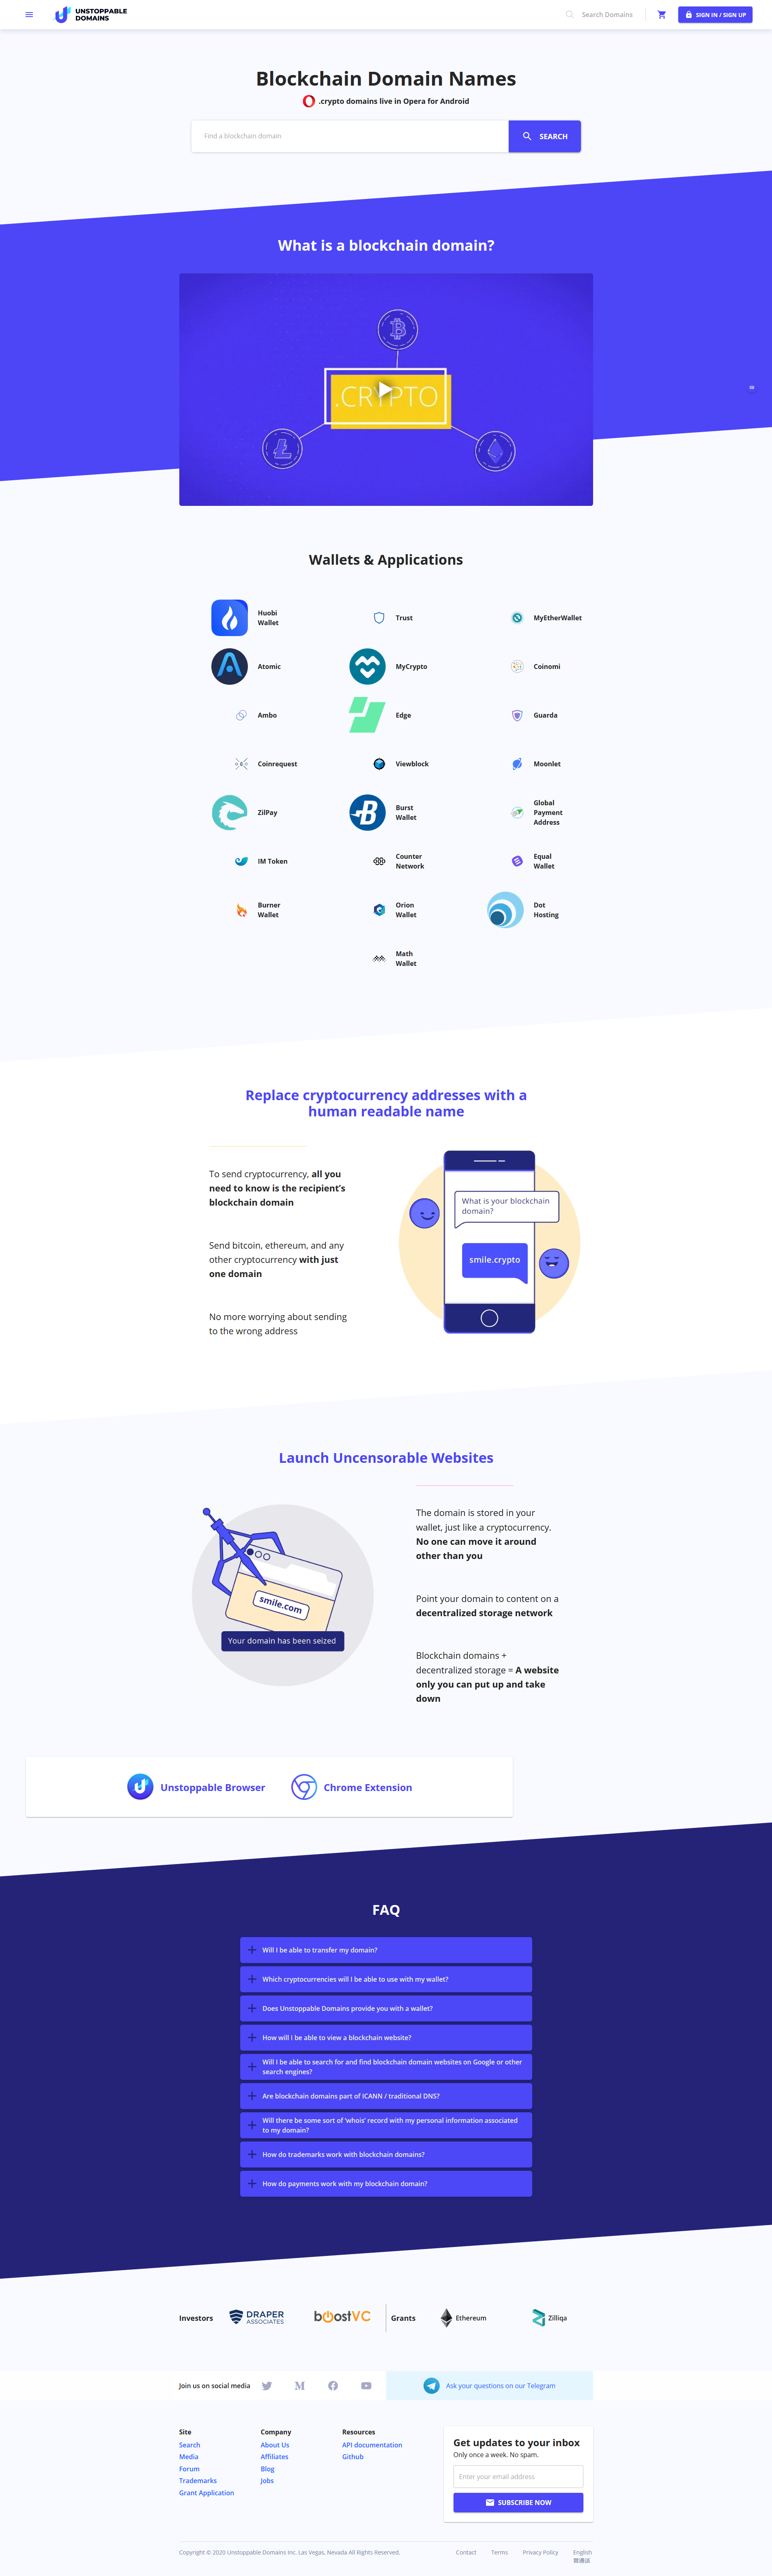 UNSTOPPABLE
DOMAINS
Search Domains
SIGN IN / SIGN UP
Blockchain Domain Names
.crypto domains live in Opera for Android
Find a blockchain domain
SEARCH
What is a blockchain domain?
.CRYPTO
Wallets & Applications
Huobi
Wallet
Trust
MyEtherWallet
Atomic
MyCrypto
Coinomi
Ambo
Edge
Guarda
Coinrequest
Viewblock
Moonlet
ZilPay
Burst
Wallet
Global
Payment
Address
IM Token
Counter
Network
Equal
Wallet
Burner
Wallet
Orion
Wallet
Dot
Hosting
Math
Wallet
Replace cryptocurrency addresses with a
human readable name
To send cryptocurrency, all you
need to know is the recipient's
blockchain domain
Send bitcoin, ethereum, and any
other cryptocurrency with just
one domain
No more worrying about sending
to the wrong address
What is your blockchain
domain?
smile.crypto
Launch Uncensorable Websites
smile.com
Your domain has been seized
The domain is stored in your
wallet, just like a cryptocurrency.
No one can move it around
other than you
Point your domain to content on a
decentralized storage network
Blockchain domains +
decentralized storage = A website
only you can put up and take
down
Unstoppable Browser
Chrome Extension
FAQ
Will I be able to transfer my domain?
Which cryptocurrencies will I be able to use with my wallet?
Does Unstoppable Domains provide you with a wallet?
How will I be able to view a blockchain website?
Will I be able to search for and find blockchain domain websites on Google or other
search engines?
Are blockchain domains part of ICANN / traditional DNS?
Will there be some sort of 'whois' record with my personal information associated
to my domain?
How do trademarks work with blockchain domains?
How do payments work with my blockchain domain?
Investors
DRAPER
ASSOCIATES
boostVC
Grants
Ethereum
Zilliqa
Join us on social media
Ask your questions on our Telegram
Site
Search
Media
Forum
Trademarks
Grant Application
Company
About Us
Affiliates
Blog
Jobs
Resources
API documentation
Github
Get updates to your inbox
Only once a week. No spam.
Enter your email address
SUBSCRIBE NOW
Copyright © 2020 Unstoppable Domains Inc. Las Vegas, Nevada All Rights Reserved.
Contact
Terms
Privacy Policy
English
普通话